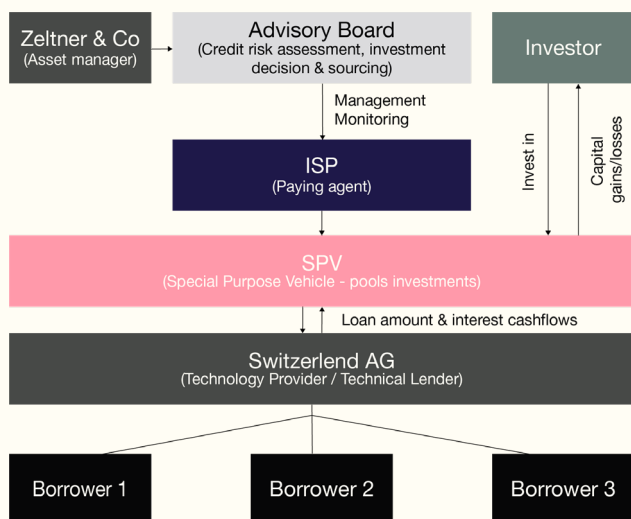 Zeltner & Co
(Asset manager)
Advisory Board
(Credit risk assessment, investment
decision & sourcing)
Investor
Management
Monitoring
Invest in
Capital
gains/losses
ISP
(Paying agent)
SPV
(Special Purpose Vehicle - pools investments)
Loan amount & interest cashflows
Switzerlend AG
(Technology Provider / Technical Lender)
Borrower 1
Borrower 2
Borrower 3